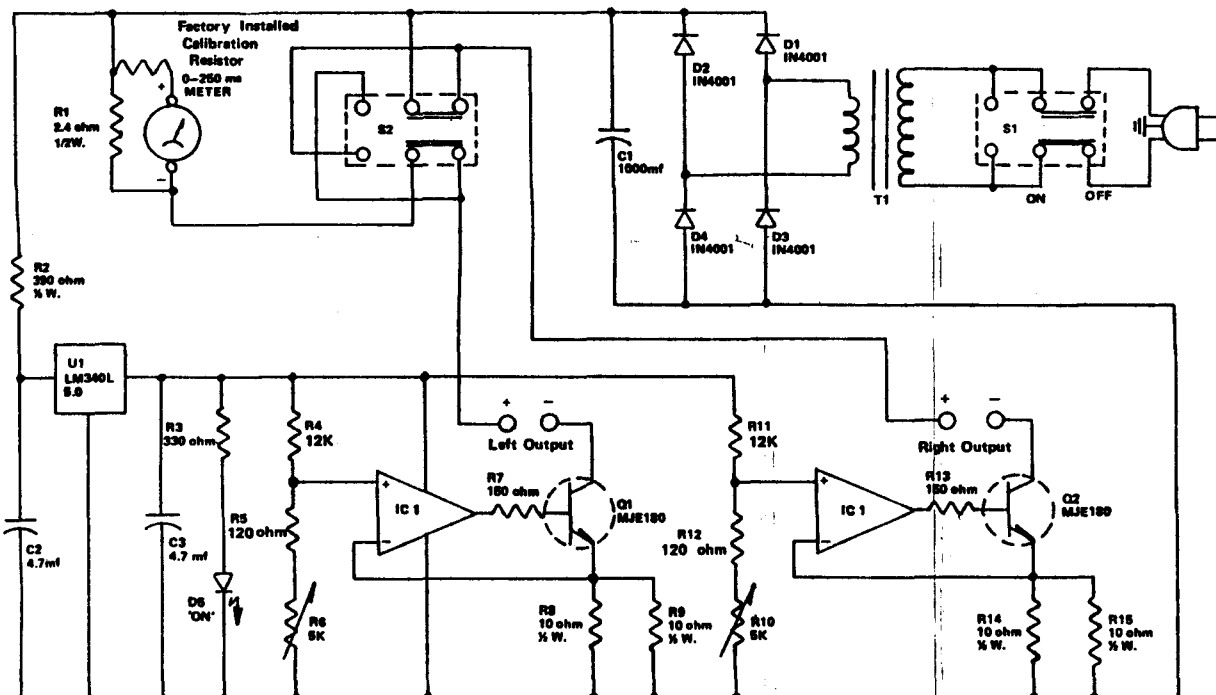 Factory Installed
Calibration
Resistor
0–250 ma
METER
+
–
R1
2.4 ohm
1/2W.
S2
C1
1000mf
D2
IN4001
D1
IN4001
D4
IN4001
D3
IN4001
T1
S1
ON
OFF
R2
390 ohm
½ W.
U1
LM340L
5.0
C2
4.7mf
R3
330 ohm
C3
4.7 mf
D5
'ON'
R4
12K
R5
120 ohm
R6
5K
+
–
IC 1
R7
150 ohm
+
–
Left Output
Q1
MJE180
R8
10 ohm
½ W.
R9
10 ohm
½ W.
R11
12K
R12
120 ohm
R10
5K
+
–
IC 1
R13
150 ohm
+
–
Right Output
Q2
MJE180
R14
10 ohm
½ W.
R15
10 ohm
½ W.